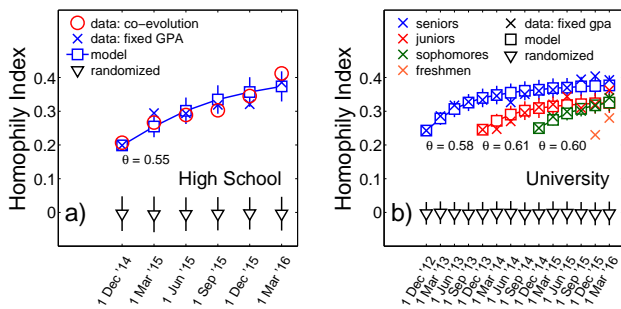 data: co-evolution
data: fixed GPA
model
randomized
Homophily Index
0.4
0.3
0.2
0.1
0
θ = 0.55
High School
a)
1 Dec '14
1 Mar '15
1 Jun '15
1 Sep '15
1 Dec '15
1 Mar '16
seniors
juniors
sophomores
freshmen
data: fixed gpa
model
randomized
Homophily Index
0.4
0.3
0.2
0.1
0
θ = 0.58
θ = 0.61
θ = 0.60
University
b)
1 Dec '12
1 Mar '13
1 Jun '13
1 Sep '13
1 Dec '13
1 Mar '14
1 Jun '14
1 Sep '14
1 Dec '14
1 Mar '15
1 Jun '15
1 Sep '15
1 Dec '15
1 Mar '16